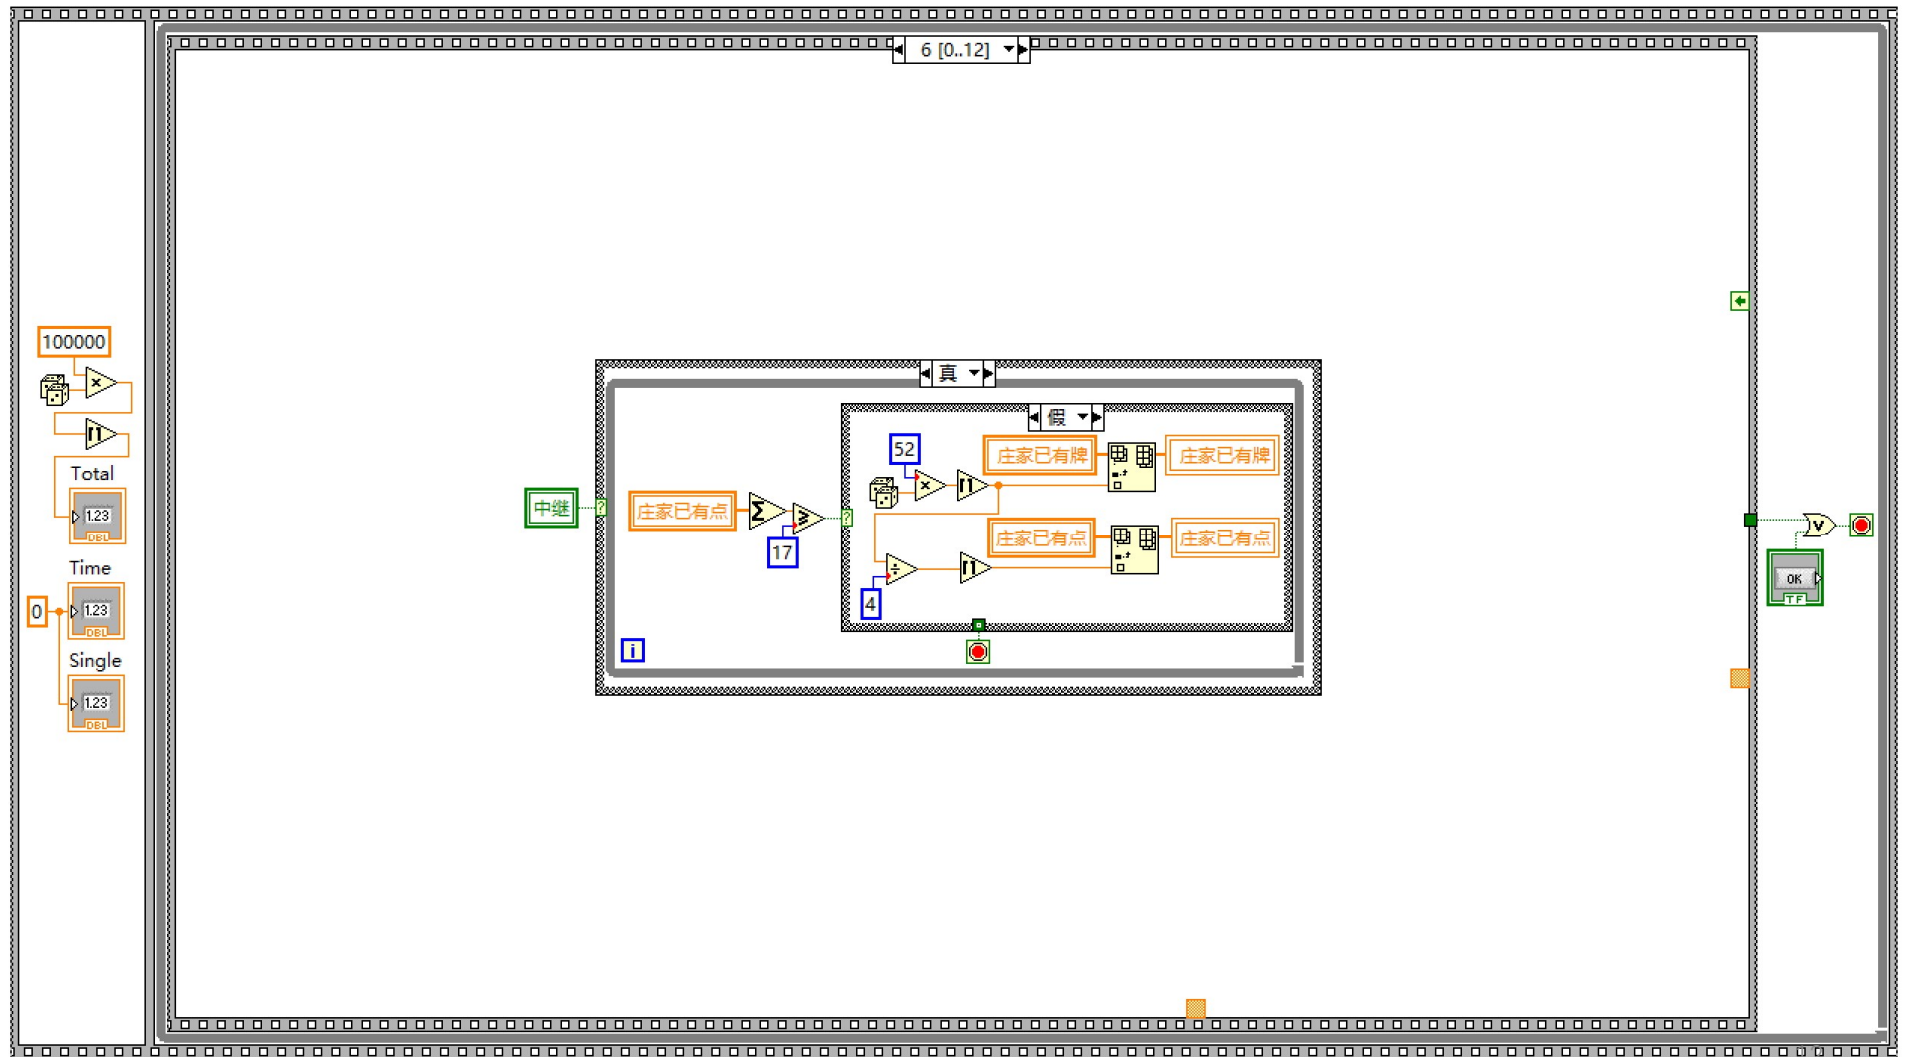 6 [0..12]
100000
Total
1.23
DBL
Time
0
1.23
DBL
Single
1.23
DBL
真
假
中继
?
庄家已有点
Σ
≥
17
?
52
×
庄家已有牌
庄家已有牌
庄家已有点
庄家已有点
÷
4
i
V
OK
TF